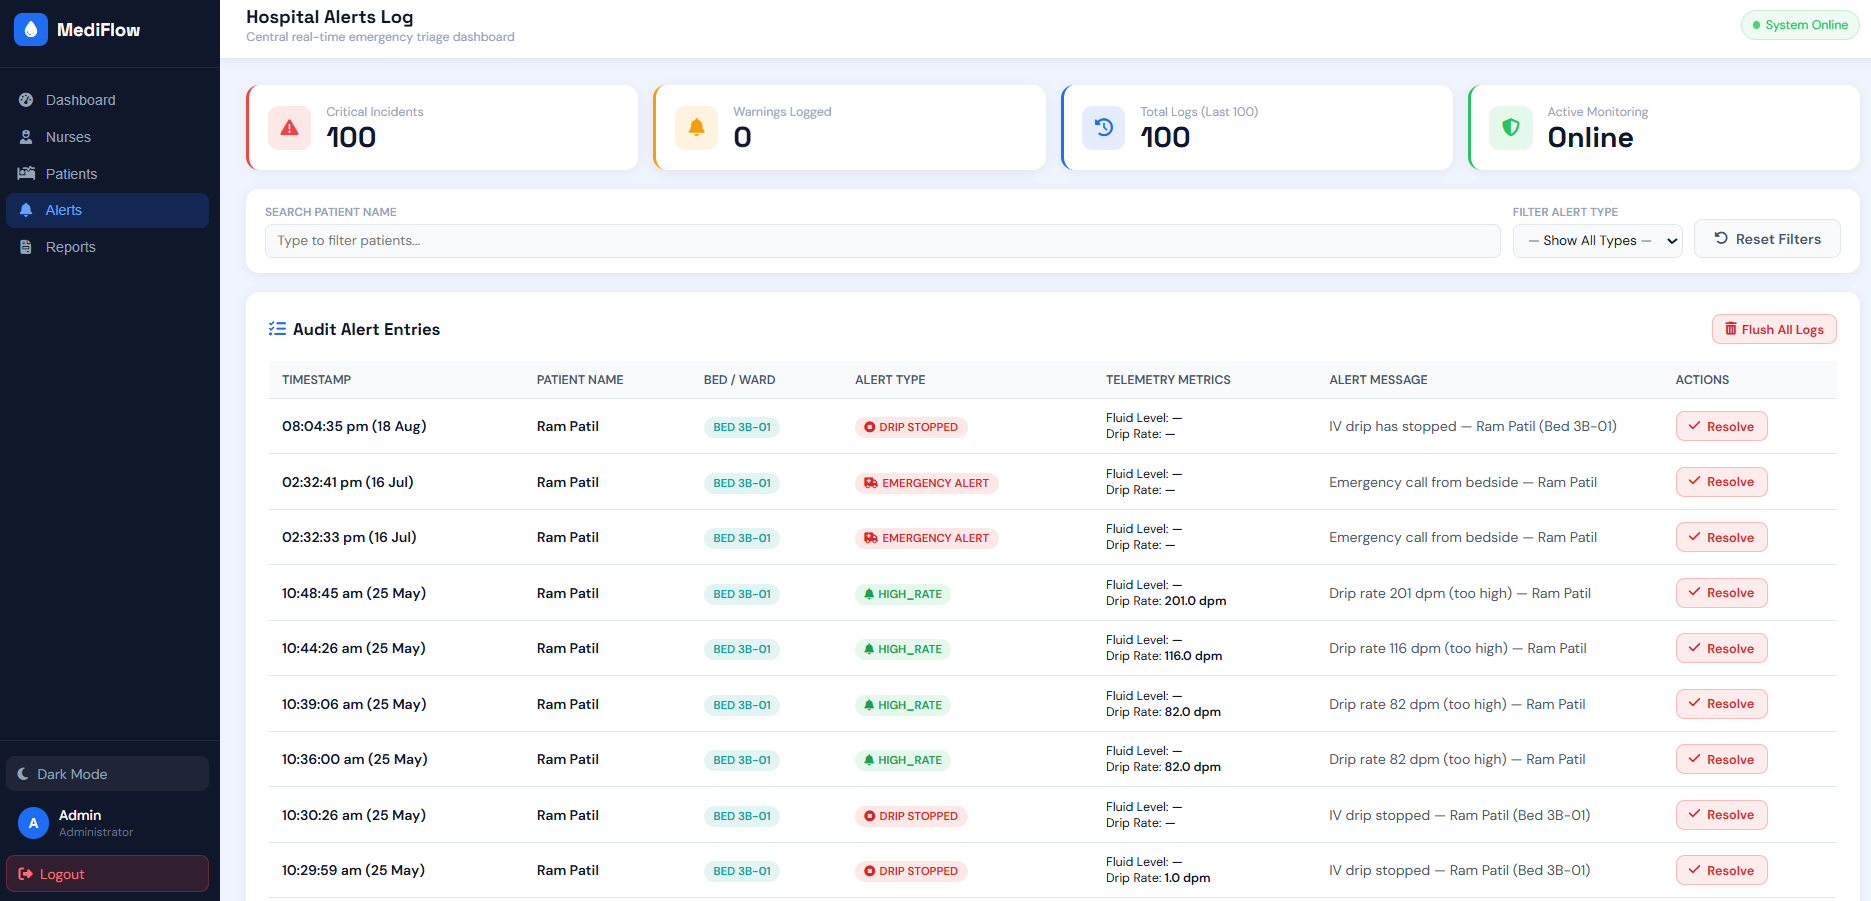 MediFlow
Dashboard
Nurses
Patients
Alerts
Reports
Dark Mode
A
Admin
Administrator
Logout
Hospital Alerts Log
Central real-time emergency triage dashboard
System Online
Critical Incidents
100
Warnings Logged
0
Total Logs (Last 100)
100
Active Monitoring
Online
SEARCH PATIENT NAME
Type to filter patients...
FILTER ALERT TYPE
— Show All Types —
Reset Filters
Audit Alert Entries
Flush All Logs
TIMESTAMP PATIENT NAME BED / WARD ALERT TYPE TELEMETRY METRICS ALERT MESSAGE ACTIONS
08:04:35 pm (18 Aug) Ram Patil BED 3B-01 DRIP STOPPED Fluid Level: — 
Drip Rate: — IV drip has stopped — Ram Patil (Bed 3B-01) Resolve
02:32:41 pm (16 Jul) Ram Patil BED 3B-01 EMERGENCY ALERT Fluid Level: — 
Drip Rate: — Emergency call from bedside — Ram Patil Resolve
02:32:33 pm (16 Jul) Ram Patil BED 3B-01 EMERGENCY ALERT Fluid Level: — 
Drip Rate: — Emergency call from bedside — Ram Patil Resolve
10:48:45 am (25 May) Ram Patil BED 3B-01 HIGH_RATE Fluid Level: — 
Drip Rate: 201.0 dpm Drip rate 201 dpm (too high) — Ram Patil Resolve
10:44:26 am (25 May) Ram Patil BED 3B-01 HIGH_RATE Fluid Level: — 
Drip Rate: 116.0 dpm Drip rate 116 dpm (too high) — Ram Patil Resolve
10:39:06 am (25 May) Ram Patil BED 3B-01 HIGH_RATE Fluid Level: — 
Drip Rate: 82.0 dpm Drip rate 82 dpm (too high) — Ram Patil Resolve
10:36:00 am (25 May) Ram Patil BED 3B-01 HIGH_RATE Fluid Level: — 
Drip Rate: 82.0 dpm Drip rate 82 dpm (too high) — Ram Patil Resolve
10:30:26 am (25 May) Ram Patil BED 3B-01 DRIP STOPPED Fluid Level: — 
Drip Rate: — IV drip stopped — Ram Patil (Bed 3B-01) Resolve
10:29:59 am (25 May) Ram Patil BED 3B-01 DRIP STOPPED Fluid Level: — 
Drip Rate: 1.0 dpm IV drip stopped — Ram Patil (Bed 3B-01) Resolve